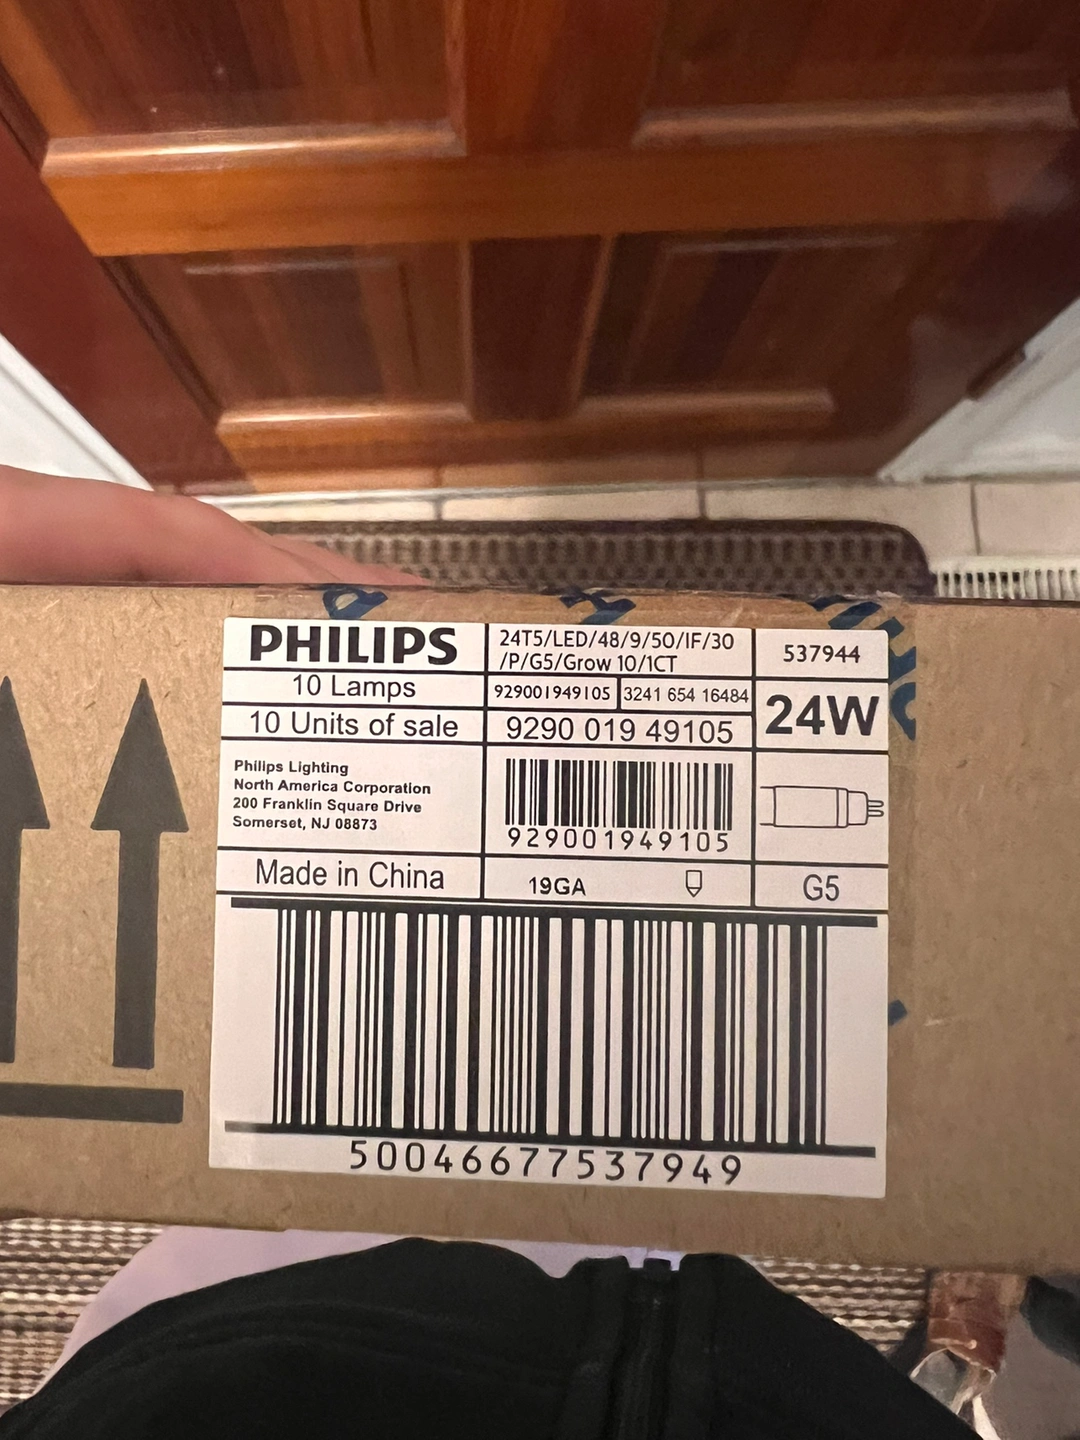 PHILIPS
24T5/LED/48/9/50/IF/30
/P/G5/Grow 10/1CT
537944
10 Lamps
929001949105
3241 654 16484
24W
10 Units of sale
9290 019 49105
Philips Lighting
North America Corporation
200 Franklin Square Drive
Somerset, NJ 08873
929001949105
Made in China
19GA
G5
50046677537949